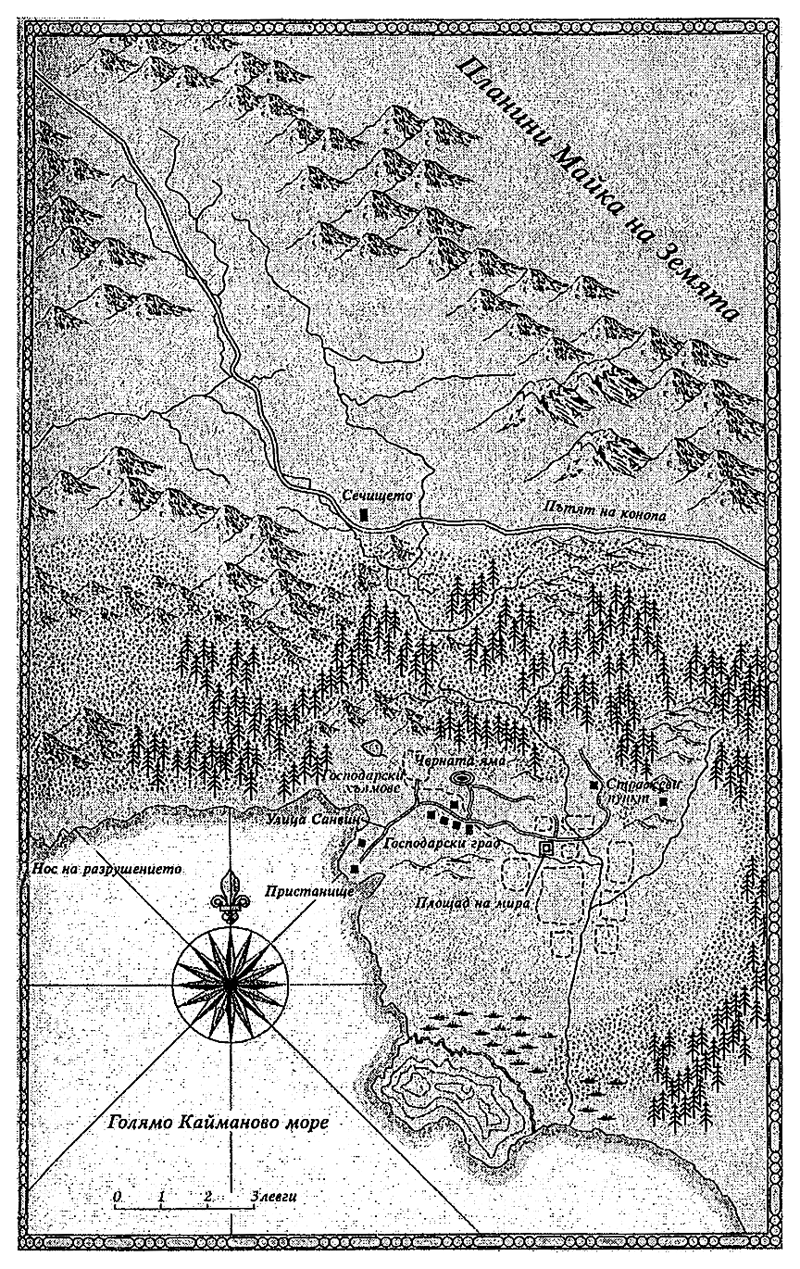 Планини Майка на Земята
Сечището
Пътят на конопа
Черната яма
Господарски
хълмове
Стражеви
пункт
Улица Санвин
Господарски град
Нос на разрушението
Пристанище
Площад на мира
Голямо Кайманово море
0 1 2 3 левги